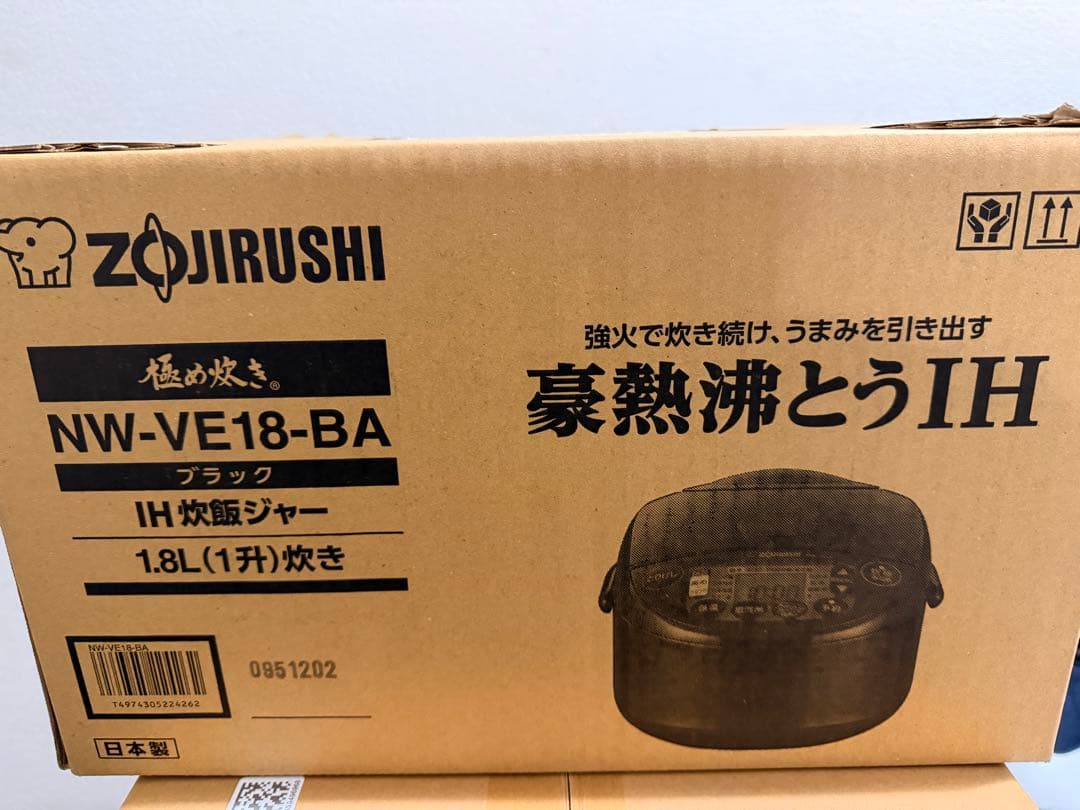 ZOJIRUSHI
極め炊き®
NW-VE18-BA
ブラック
IH炊飯ジャー
1.8L(1升)炊き
強火で炊き続け、うまみを引き出す
豪熱沸とうIH
ZOJIRUSHI
NW-VE18-BA
T4974305224262
0951202
日本製